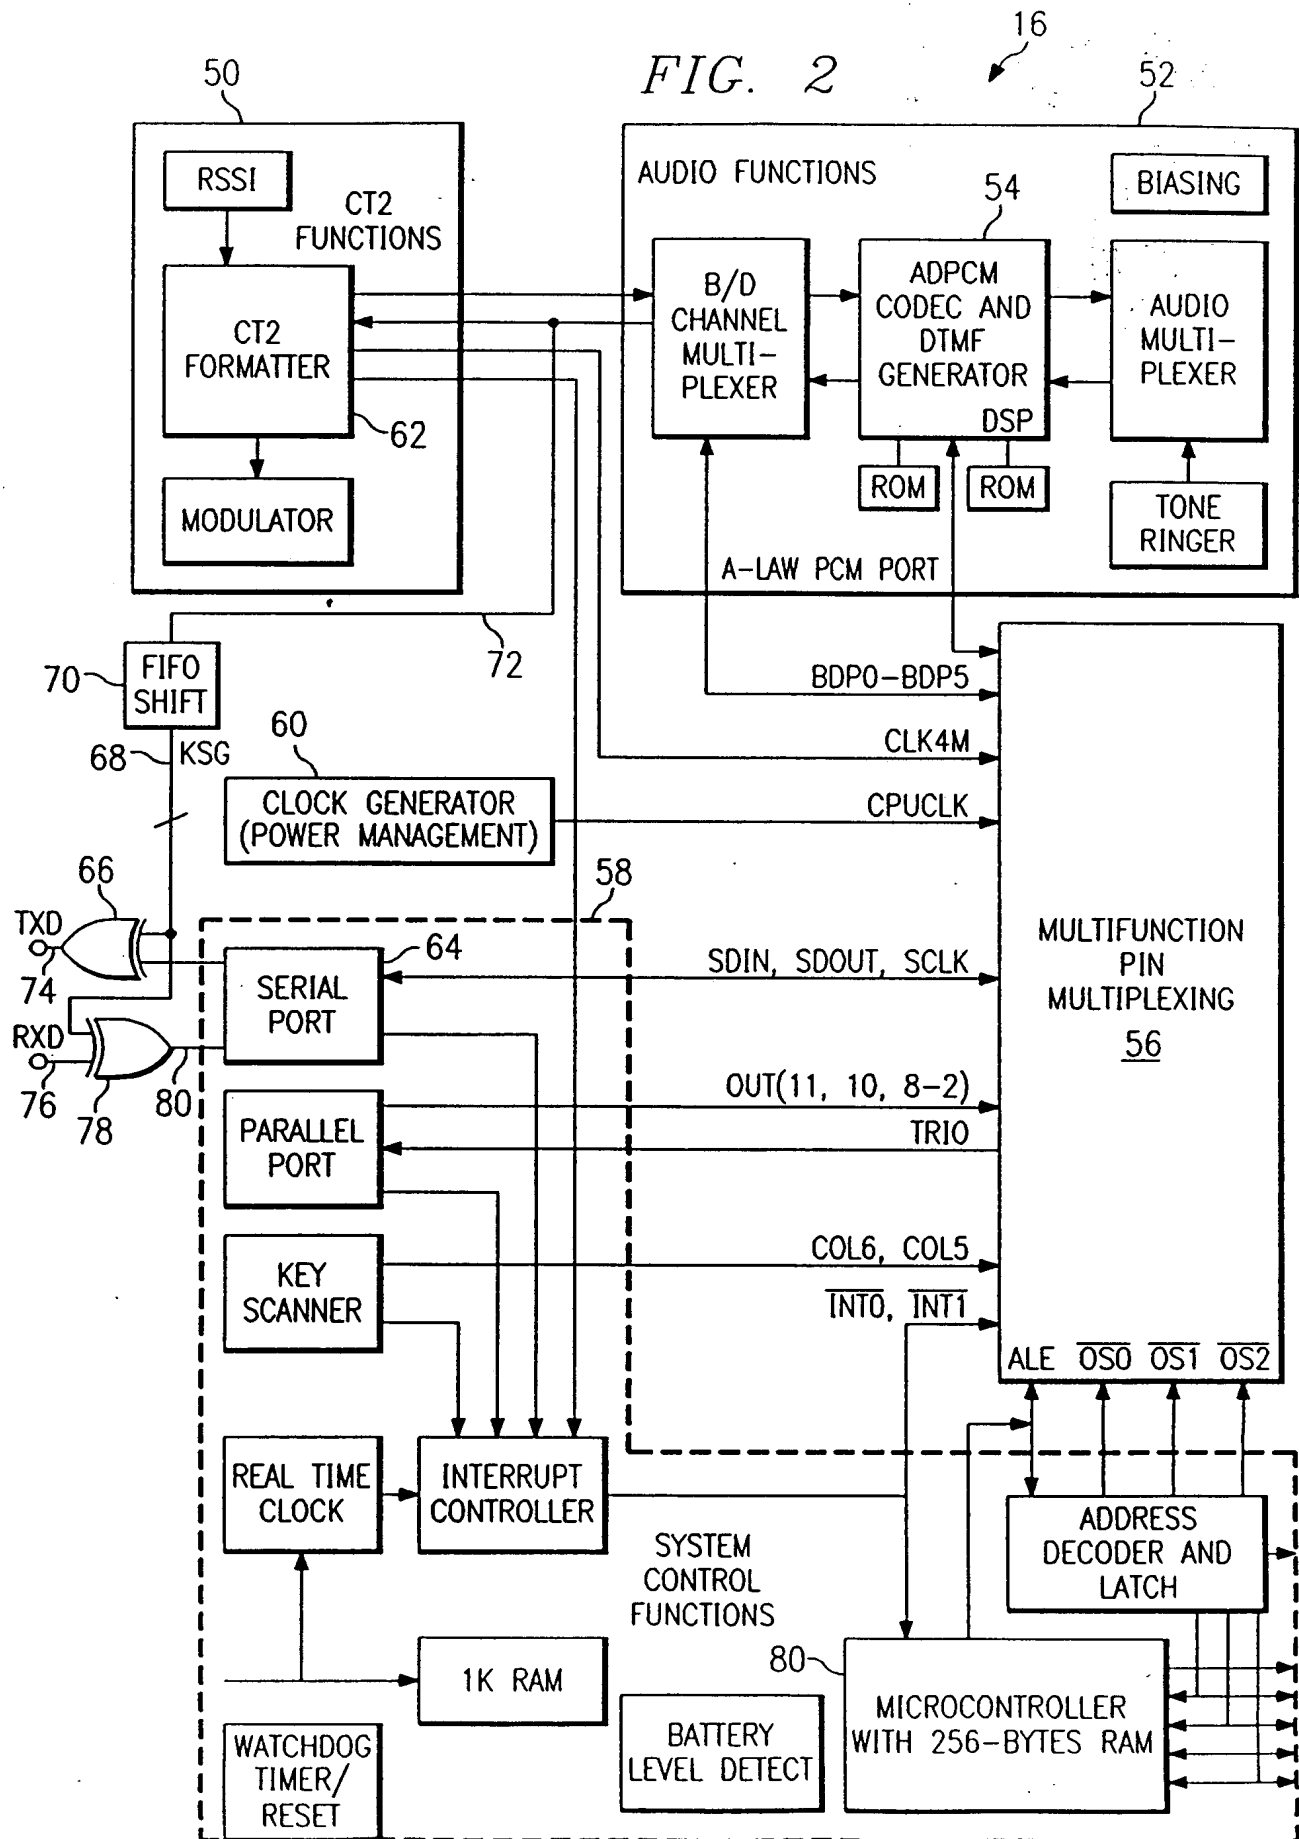 FIG. 2
16
50
52
RSSI
CT2
FUNCTIONS
CT2
FORMATTER
62
MODULATOR
AUDIO FUNCTIONS
54
BIASING
B/D
CHANNEL
MULTI-
PLEXER
ADPCM
CODEC AND
DTMF
GENERATOR
DSP
AUDIO
MULTI-
PLEXER
ROM
ROM
TONE
RINGER
A-LAW PCM PORT
72
70
FIFO
SHIFT
68
KSG
60
CLOCK GENERATOR
(POWER MANAGEMENT)
BDP0-BDP5
CLK4M
CPUCLK
66
58
TXD
74
64
SERIAL
PORT
SDIN, SDOUT, SCLK
MULTIFUNCTION
PIN
MULTIPLEXING
56
RXD
76
78
80
PARALLEL
PORT
OUT(11, 10, 8-2)
TRIO
KEY
SCANNER
COL6, COL5
INT0, INT1
ALE OS0 OS1 OS2
REAL TIME
CLOCK
INTERRUPT
CONTROLLER
SYSTEM
CONTROL
FUNCTIONS
ADDRESS
DECODER AND
LATCH
1K RAM
80
MICROCONTROLLER
WITH 256-BYTES RAM
BATTERY
LEVEL DETECT
WATCHDOG
TIMER/
RESET